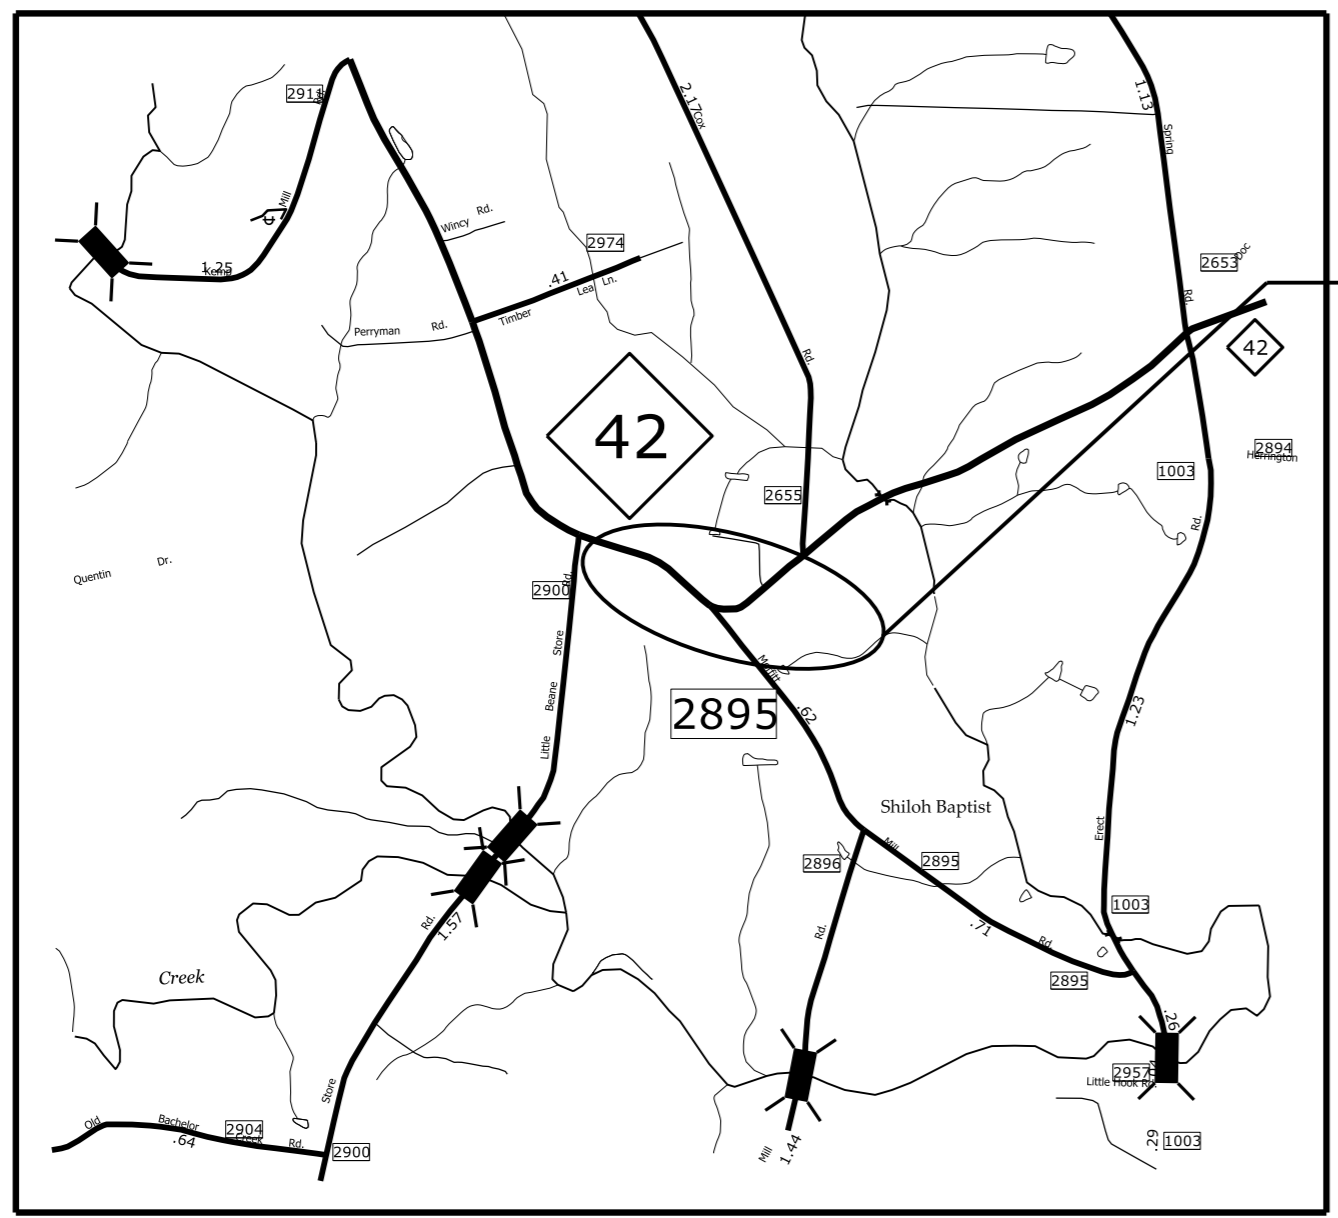 2911
Rd.
2.17
Cox
1.13
Spring
Mill
Wincy Rd.
2974
2653
Doc
1.25
Kemp
.41
Lea Ln.
Timber
Perryman Rd.
Rd.
Rd.
42
42
2894
Herrington
1003
2655
Rd.
Quentin Dr.
2900
Rd.
Store
Beane
Little
Moffitt
2895
.62
1.23
Shiloh Baptist
Erect
Mill
2896
2895
1003
Rd.
1.57
Rd.
.71
Rd.
2895
Creek
.26
2957
Little Hook Rd.
Store
Old Bachelor
2904
Creek
Rd.
.64
2900
Mill
1.44
.29
1003